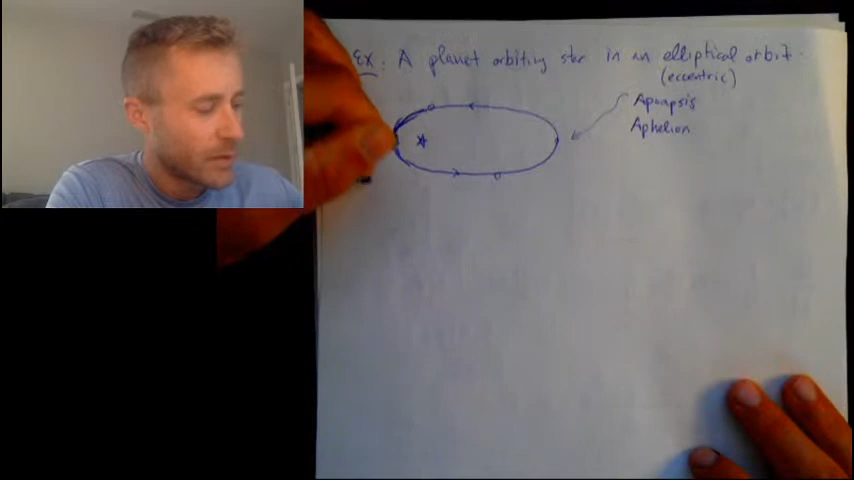 EX: A planet orbiting star in an elliptical orbit.
(eccentric)
Apoapsis
Aphelion